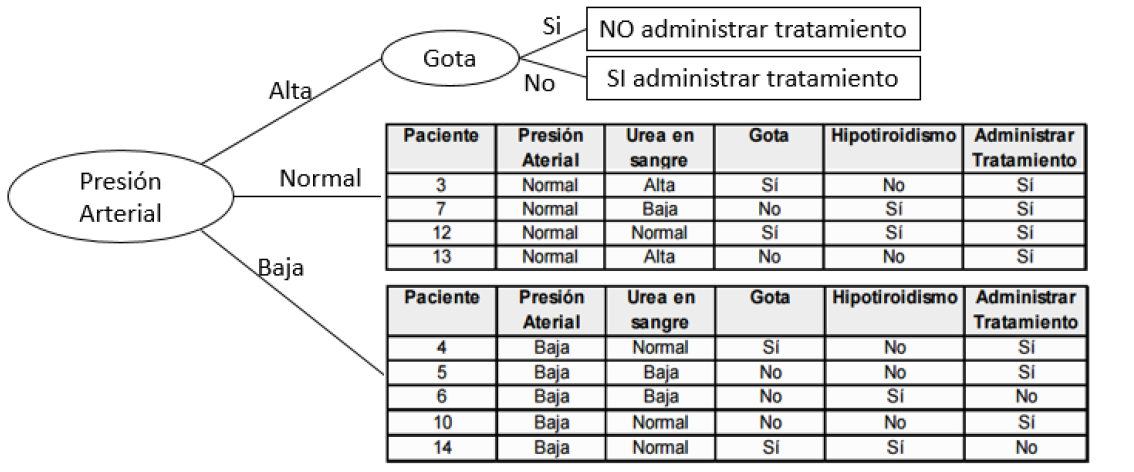 Si
NO administrar tratamiento
Gota
No
SI administrar tratamiento
Alta
Presión
Arterial
Normal
Baja
Paciente Presión Aterial Urea en sangre Gota Hipotiroidismo Administrar Tratamiento
3 Normal Alta Sí No Sí
7 Normal Baja No Sí Sí
12 Normal Normal Sí Sí Sí
13 Normal Alta No No Sí
Paciente Presión Aterial Urea en sangre Gota Hipotiroidismo Administrar Tratamiento
4 Baja Normal Sí No Sí
5 Baja Baja No No Sí
6 Baja Baja No Sí No
10 Baja Normal No No Sí
14 Baja Normal Sí Sí No